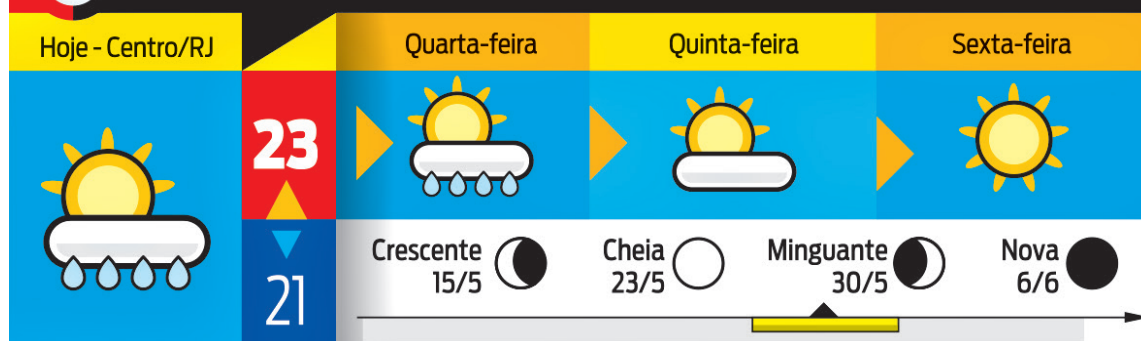 Hoje - Centro/RJ
23
21
Quarta-feira
Quinta-feira
Sexta-feira
Crescente
15/5
Cheia
23/5
Minguante
30/5
Nova
6/6